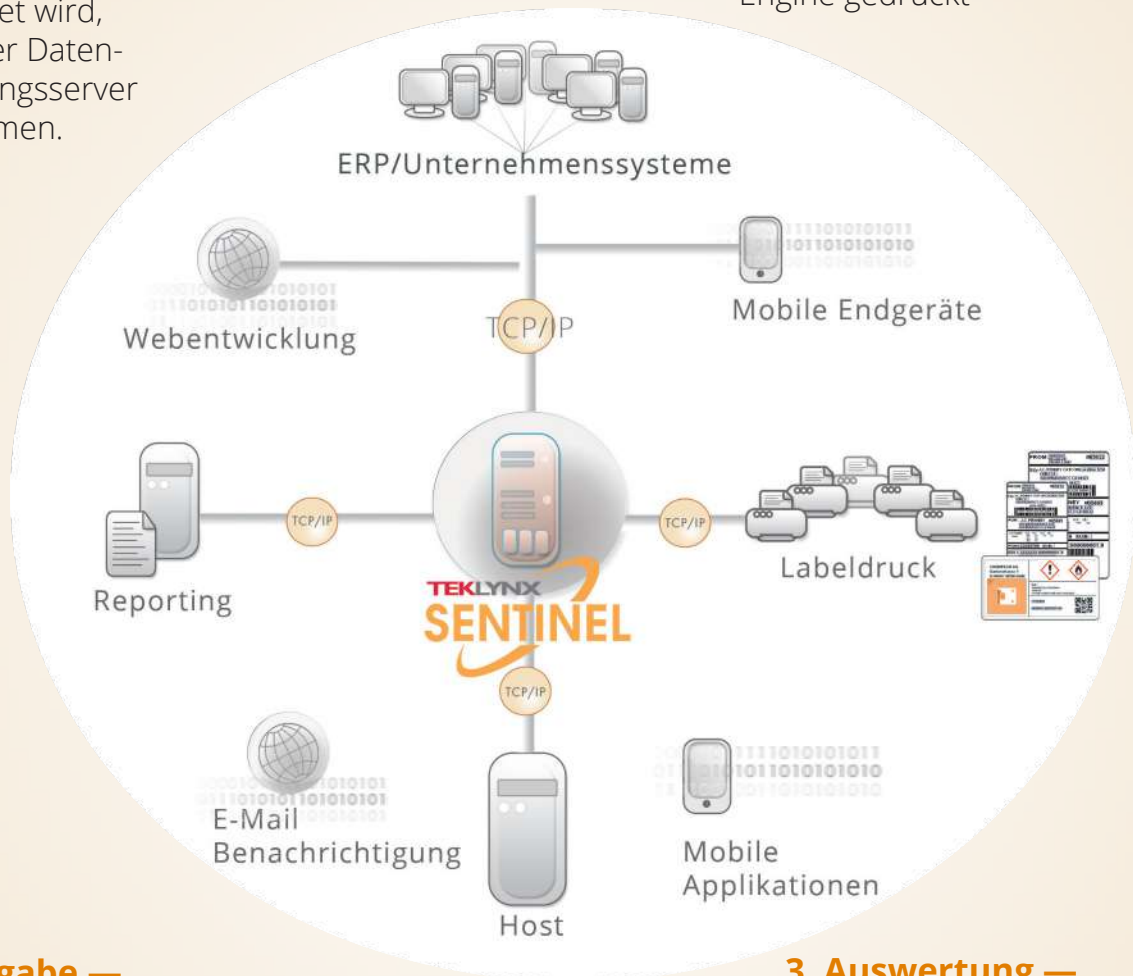 et wird,
er Daten-
ngsserver
men.
Engine gedruckt
ERP/Unternehmenssysteme
Webentwicklung
TCP/IP
Mobile Endgeräte
Reporting
TCP/IP
TEKLYNX
SENTINEL
TCP/IP
Labeldruck
TCP/IP
E-Mail
Benachrichtigung
Host
Mobile
Applikationen
gabe —
3. Auswertung —